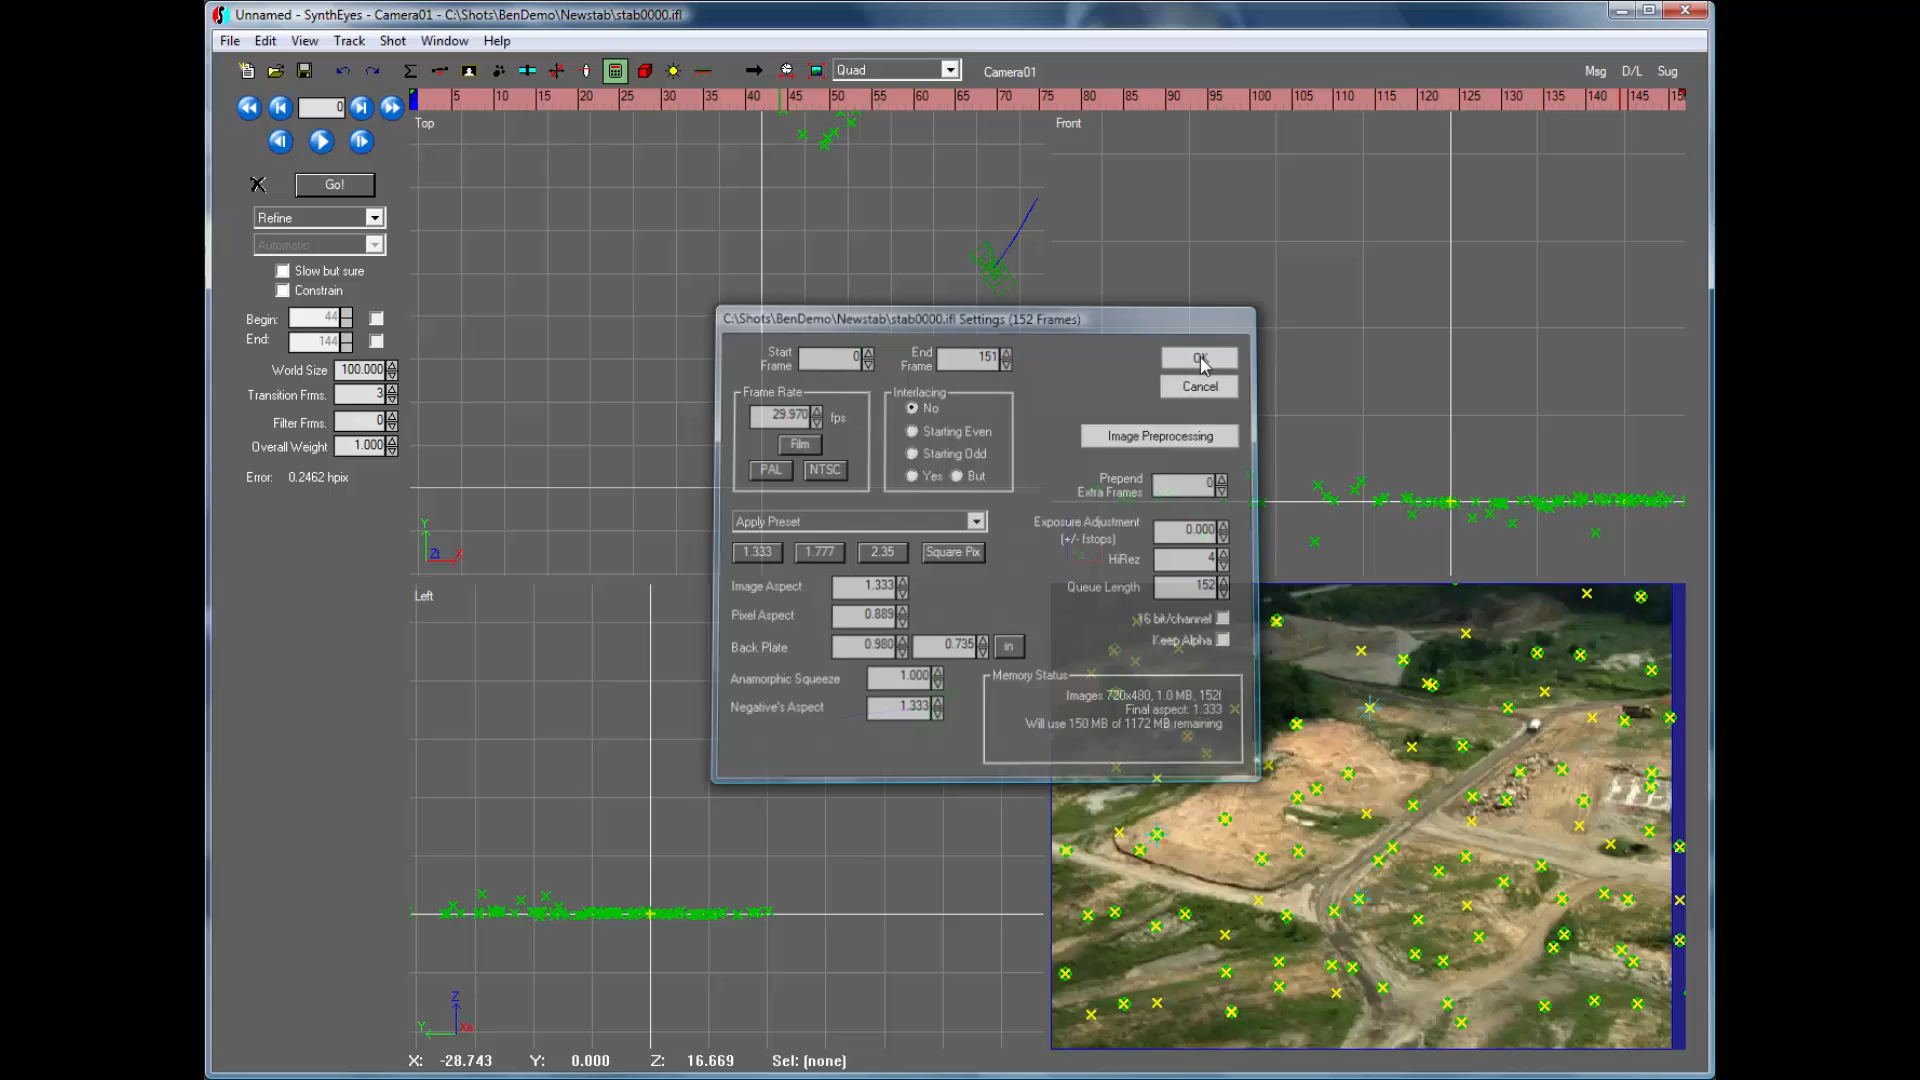 Unnamed - SynthEyes - Camera01 - C:\Shots\BenDemo\Newstab\stab0000.ifl
File Edit View Track Shot Window Help
Quad Camera01 Msg D/L Sug
0 5 10 15 20 25 30 35 40 45 50 55 60 65 70 75 80 85 90 95 100 105 110 115 120 125 130 135 140 145 15
Top
Front
Go!
Refine
Automatic
Slow but sure
Constrain
Begin: 44
End: 144
World Size 100.000
Transition Frms. 3
Filter Frms. 0
Overall Weight 1.000
Error: 0.2462 hpix
Y
Zt X
C:\Shots\BenDemo\Newstab\stab0000.ifl Settings (152 Frames)
Start Frame 0 End Frame 151
OK
Cancel
Frame Rate
29.970 fps
Film
PAL NTSC
Interlacing
No
Starting Even
Starting Odd
Yes But
Image Preprocessing
Prepend Extra Frames 0
Apply Preset
Exposure Adjustment (+/- fstops) 0.000
1.333 1.777 2.35 Square Pix
HiRez 4
Image Aspect 1.333
Queue Length 152
Pixel Aspect 0.889
16 bit/channel
Back Plate 0.980 0.735 in
Keep Alpha
Anamorphic Squeeze 1.000
Negative's Aspect 1.333
Memory Status
Images 720x480, 1.0 MB, 152f
Final aspect: 1.333
Will use 150 MB of 1172 MB remaining
Left
Z
Y Xs
X: -28.743 Y: 0.000 Z: 16.669 Sel: (none)